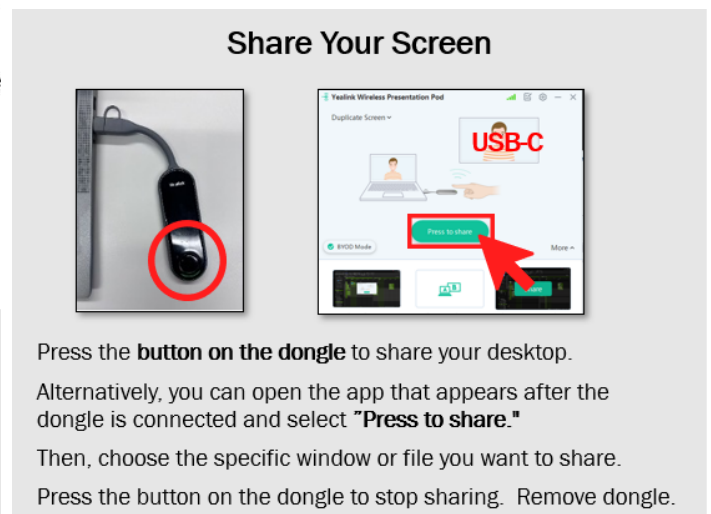 Share Your Screen
Yealink Wireless Presentation Pod
Duplicate Screen
USB-C
Press to share
BYOD Mode
More
Share
Press the button on the dongle to share your desktop.
Alternatively, you can open the app that appears after the
dongle is connected and select "Press to share."
Then, choose the specific window or file you want to share.
Press the button on the dongle to stop sharing. Remove dongle.